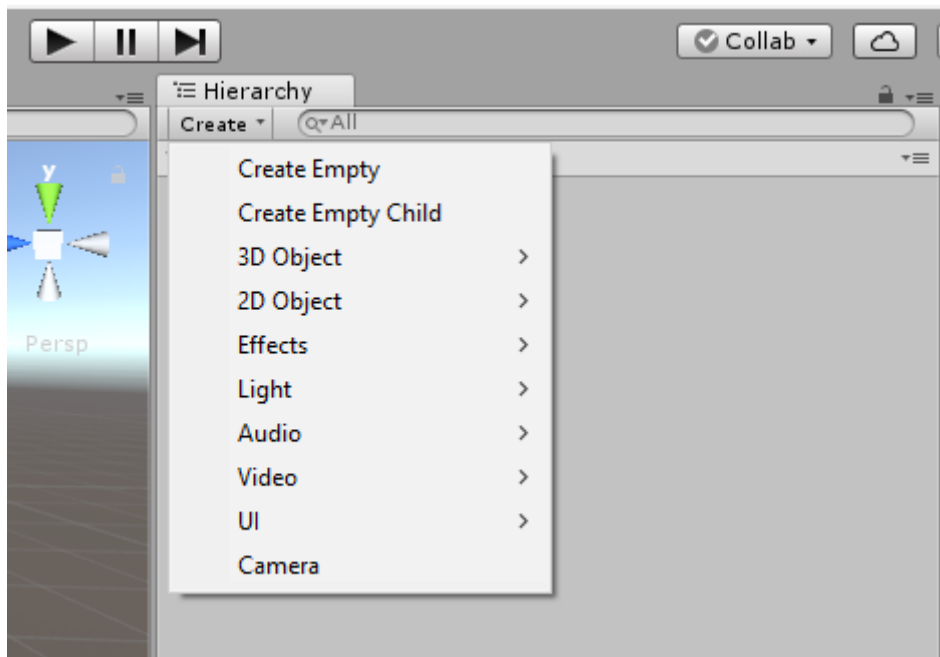 Collab
Hierarchy
Create
All
y
Persp
Create Empty
Create Empty Child
3D Object
2D Object
Effects
Light
Audio
Video
UI
Camera